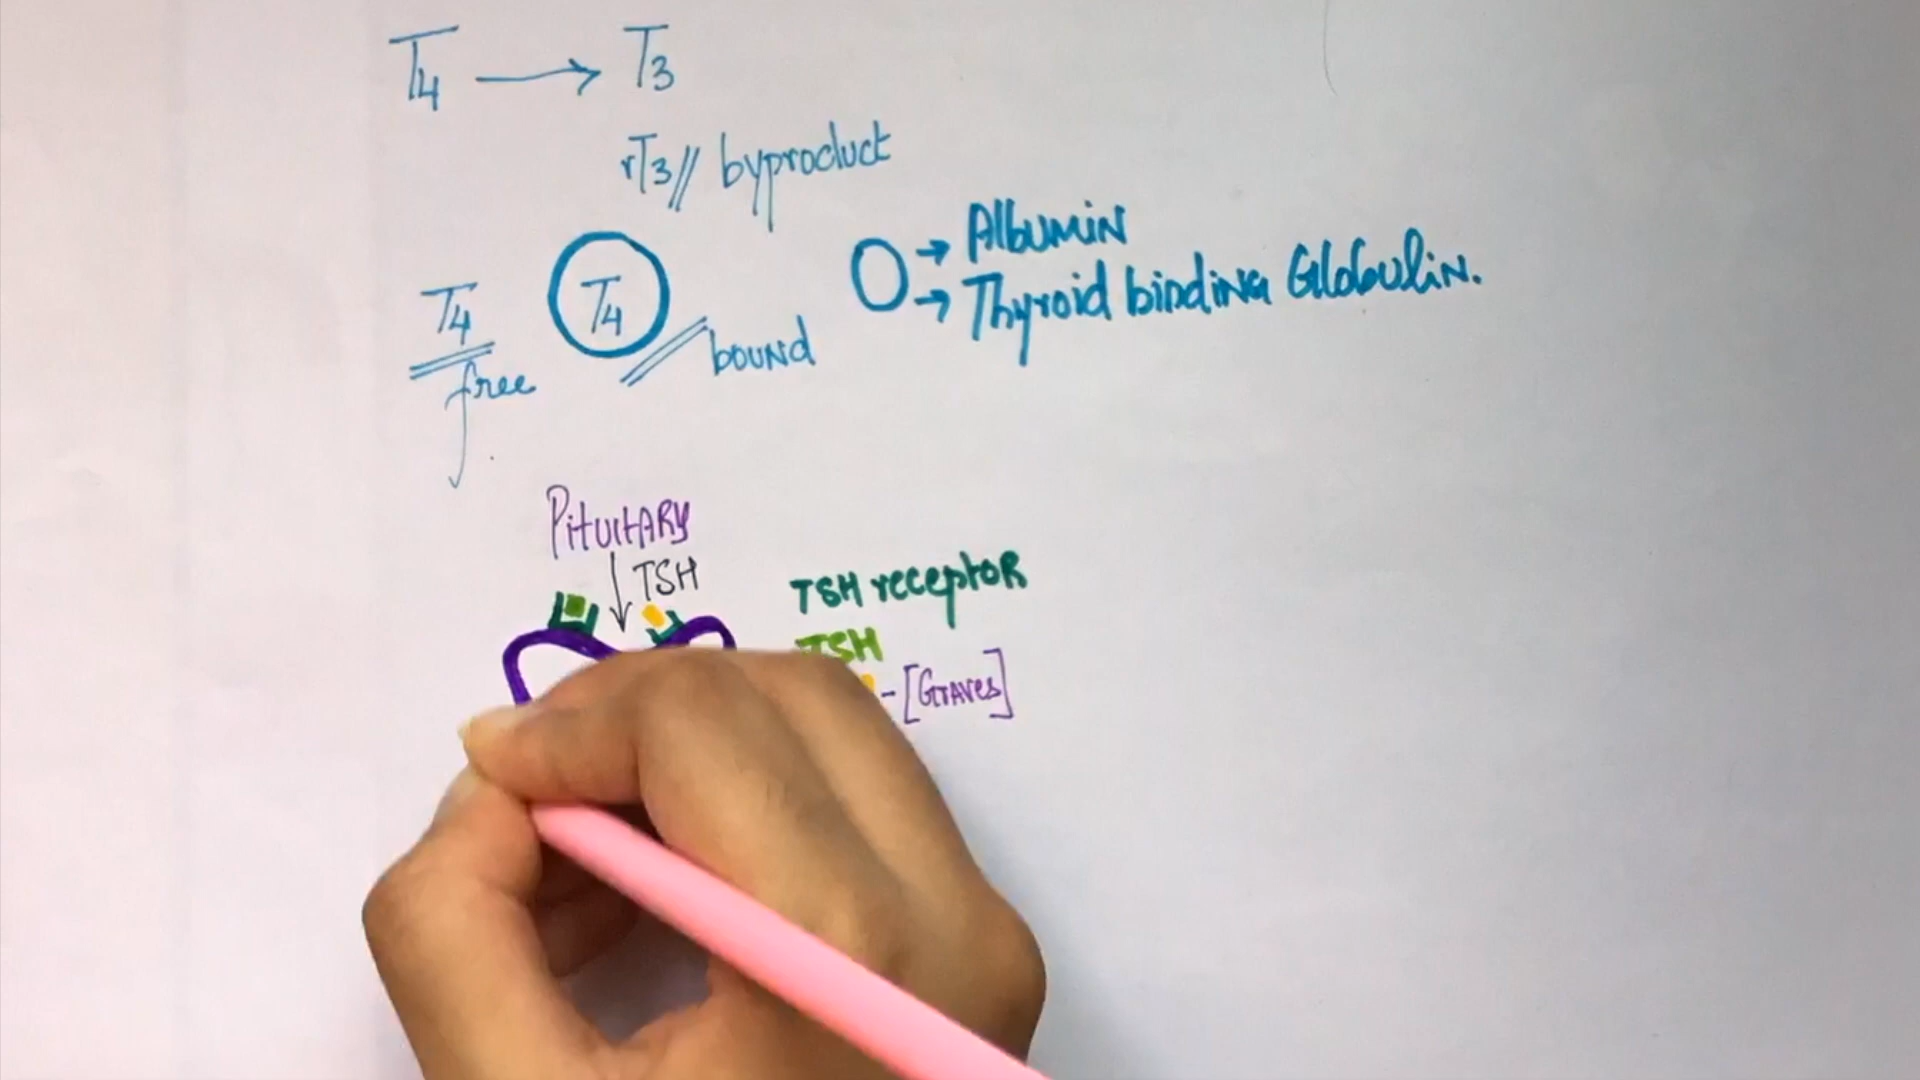 T4 → T3
rT3// byproduct
→ Albumin
T4 T4 → Thyroid binding Globulin.
free bound
Pituitary
TSH TSH receptor
TSH
- [Graves]